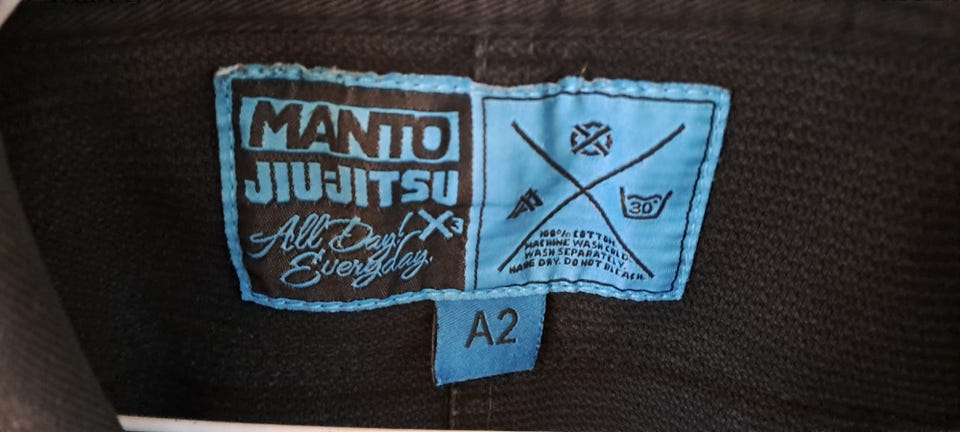 MANTO
JIU-JITSU
All Day! X3
Everyday.
30°
100% COTTON.
MACHINE WASH COLD.
WASH SEPARATELY.
HANG DRY. DO NOT BLEACH.
A2